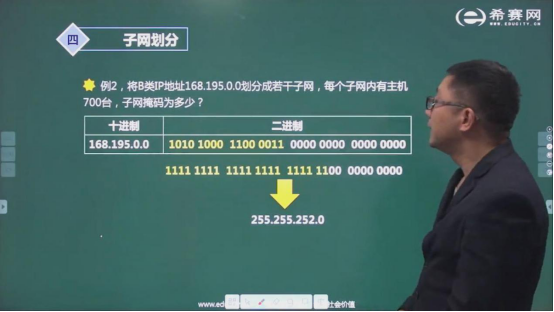 希赛网
WWW.EDUCITY.CN
四
子网划分
例2，将B类IP地址168.195.0.0划分成若干子网，每个子网内有主机
700台，子网掩码为多少？
十进制 二进制
168.195.0.0 1010 1000 1100 0011 0000 0000 0000 0000
1111 1111 1111 1111 1111 1100 0000 0000
255.255.252.0
www.edu
社会价值